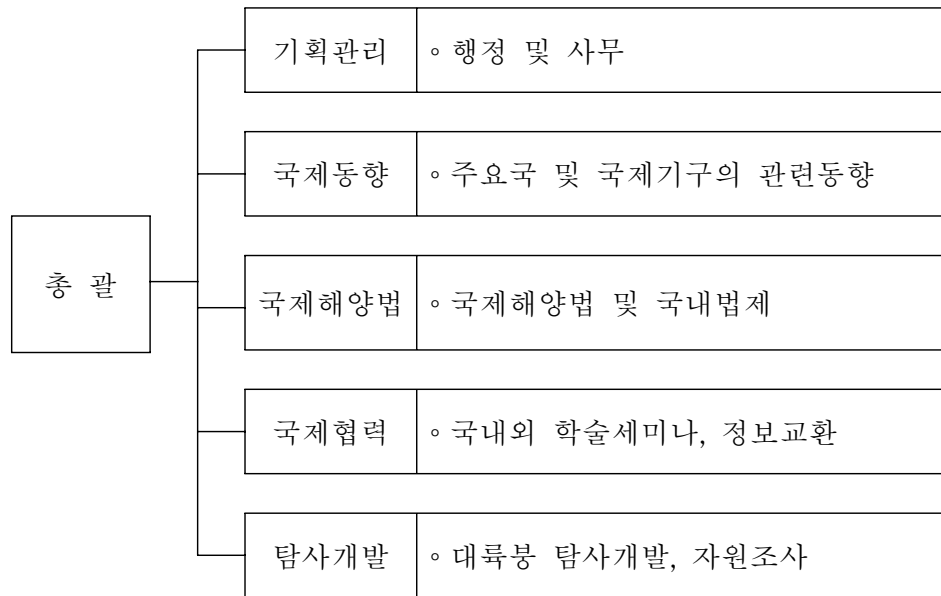 기획관리 ∘ 행정 및 사무
국제동향 ∘ 주요국 및 국제기구의 관련동향
총 괄
국제해양법 ∘ 국제해양법 및 국내법제
국제협력 ∘ 국내외 학술세미나, 정보교환
탐사개발 ∘ 대륙붕 탐사개발, 자원조사